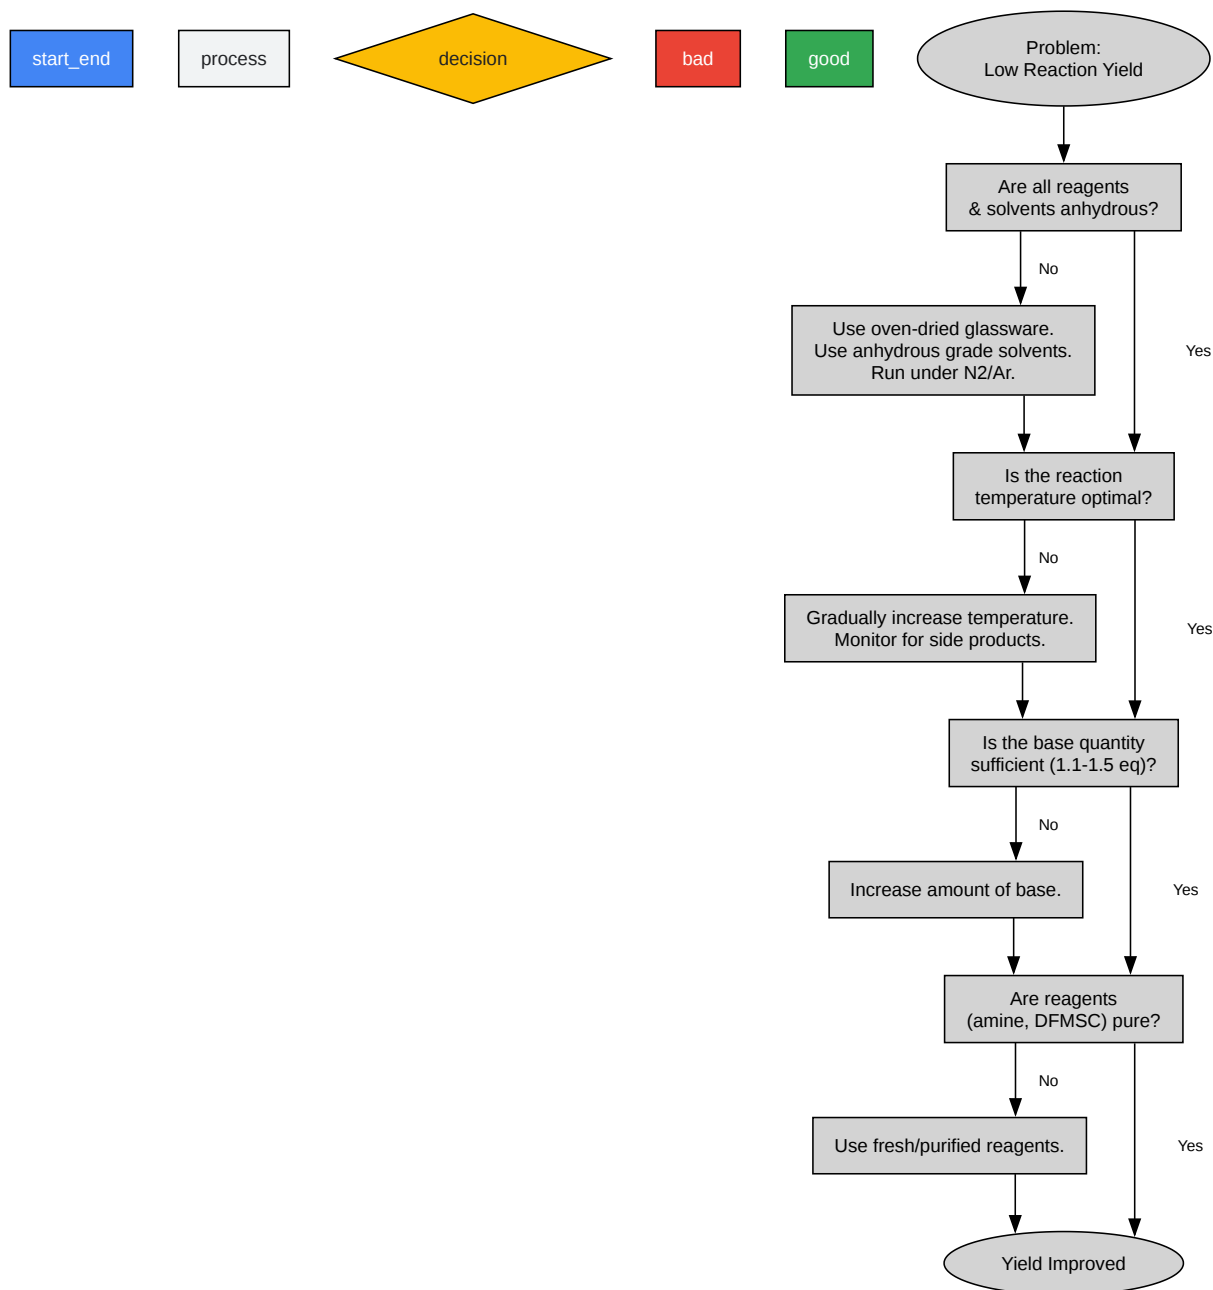 start_end
process
decision
bad
good
Problem:
Low Reaction Yield
Are all reagents
& solvents anhydrous?
No
Use oven-dried glassware.
Use anhydrous grade solvents.
Run under N2/Ar.
Yes
Is the reaction
temperature optimal?
No
Gradually increase temperature.
Monitor for side products.
Yes
Is the base quantity
sufficient (1.1-1.5 eq)?
No
Increase amount of base.
Yes
Are reagents
(amine, DFMSC) pure?
No
Use fresh/purified reagents.
Yes
Yield Improved